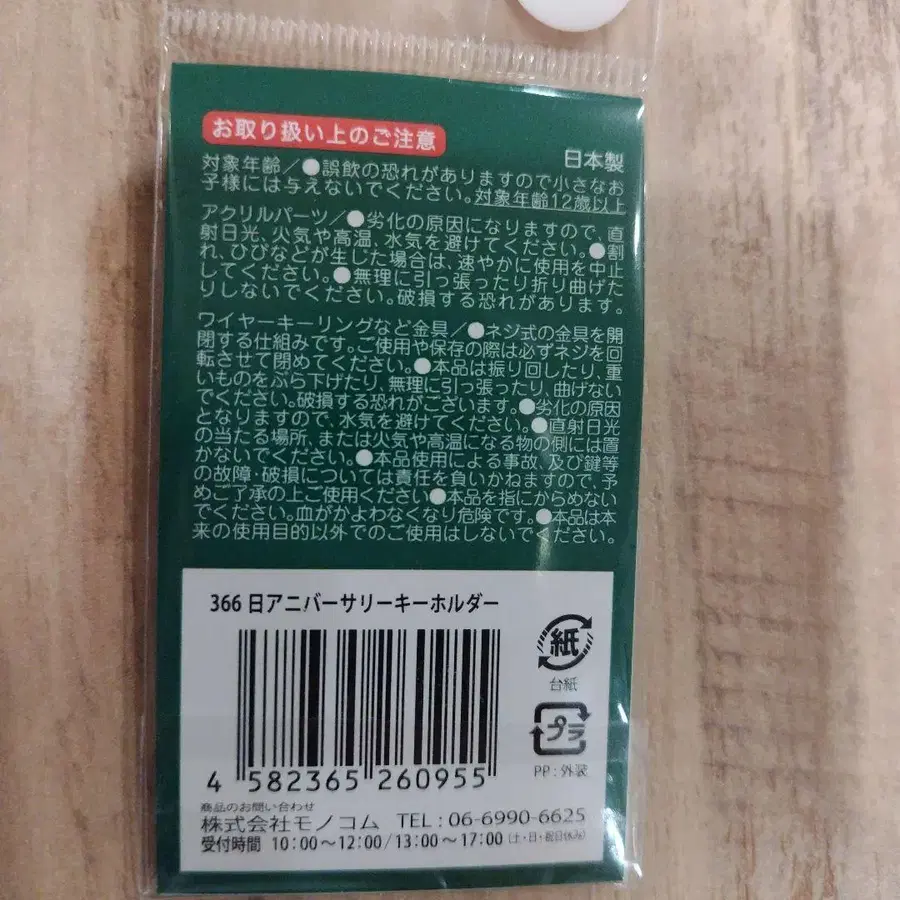 お取り扱い上のご注意
日本製
対象年齢／●誤飲の恐れがありますので小さなお
子様には与えないでください。対象年齢12歳以上
アクリルパーツ／●劣化の原因になりますので、直
射日光、火気や高温、水気を避けてください。●割
れ、ひびなどが生じた場合は、速やかに使用を中止
してください。●無理に引っ張ったり折り曲げた
りしないでください。破損する恐れがあります。
ワイヤーキーリングなど金具／●ネジ式の金具を開
閉する仕組みです。ご使用や保存の際は必ずネジを回
転させて閉めてください。●本品は振り回したり、重
いものをぶら下げたり、無理に引っ張ったり、曲げない
でください。破損する恐れがございます。●劣化の原因
となりますので、水気を避けてください。●直射日光
の当たる場所、または火気や高温になる物の側には置
かないでください。●本品使用による事故、及び鍵等
の故障・破損については責任を負いかねますので、予
めご了承の上ご使用ください●本品を指にからめない
でください。血がかよわなくなり危険です。●本品は本
来の使用目的以外でのご使用はしないでください。
366日アニバーサリーキーホルダー
紙
台紙
プラ
PP:外装
4 582365 260955
商品のお問い合わせ
株式会社モノコム TEL:06-6990-6625
受付時間 10:00～12:00/13:00～17:00 (土・日・祝日休み)